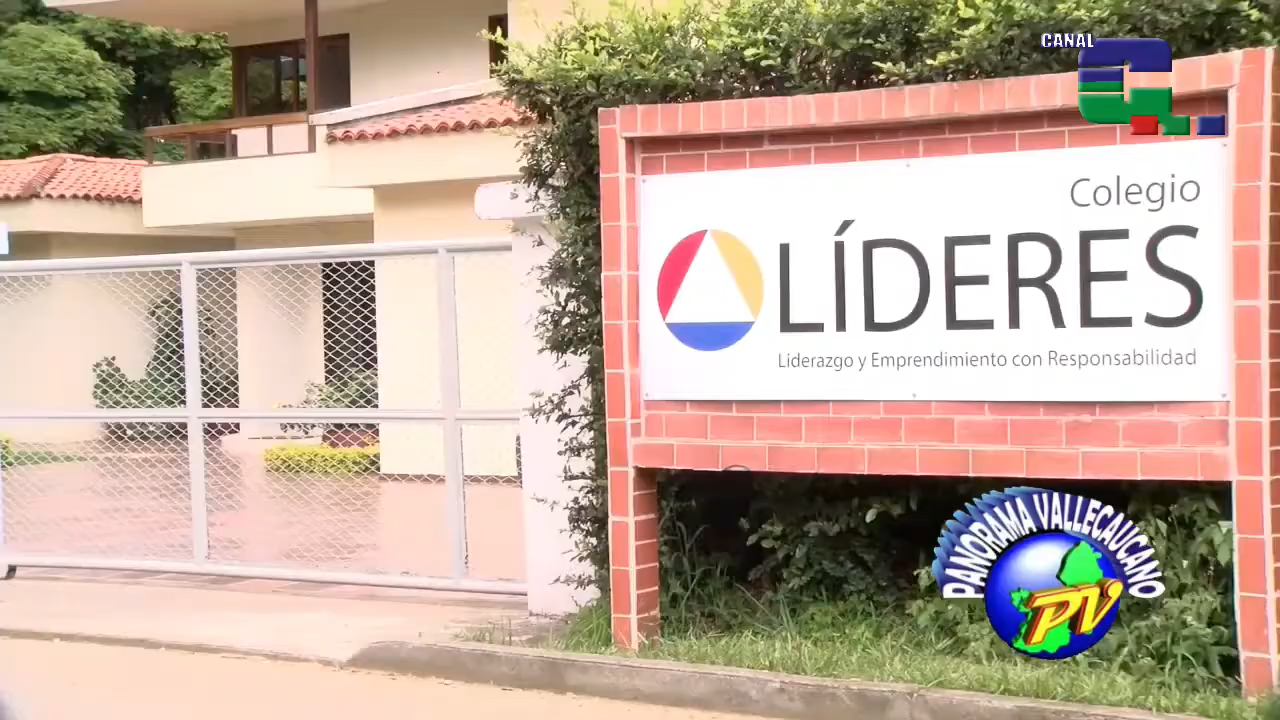 CANAL
Colegio
LÍDERES
Liderazgo y Emprendimiento con Responsabilidad
PANORAMA VALLECAUCANO
PV